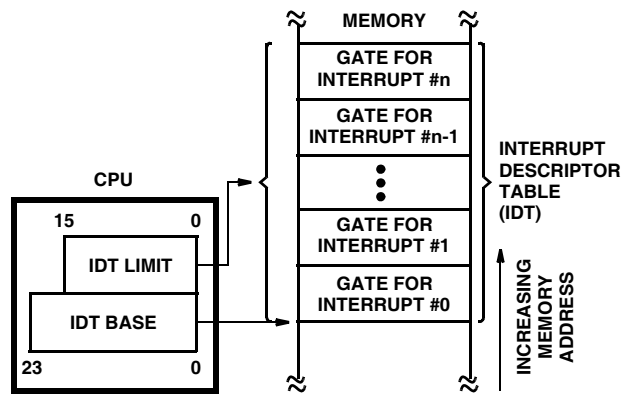 MEMORY
GATE FOR
INTERRUPT #n
GATE FOR
INTERRUPT #n-1
GATE FOR
INTERRUPT #1
GATE FOR
INTERRUPT #0
INTERRUPT
DESCRIPTOR
TABLE
(IDT)
INCREASING
MEMORY
ADDRESS
CPU
15 0
IDT LIMIT
IDT BASE
23 0